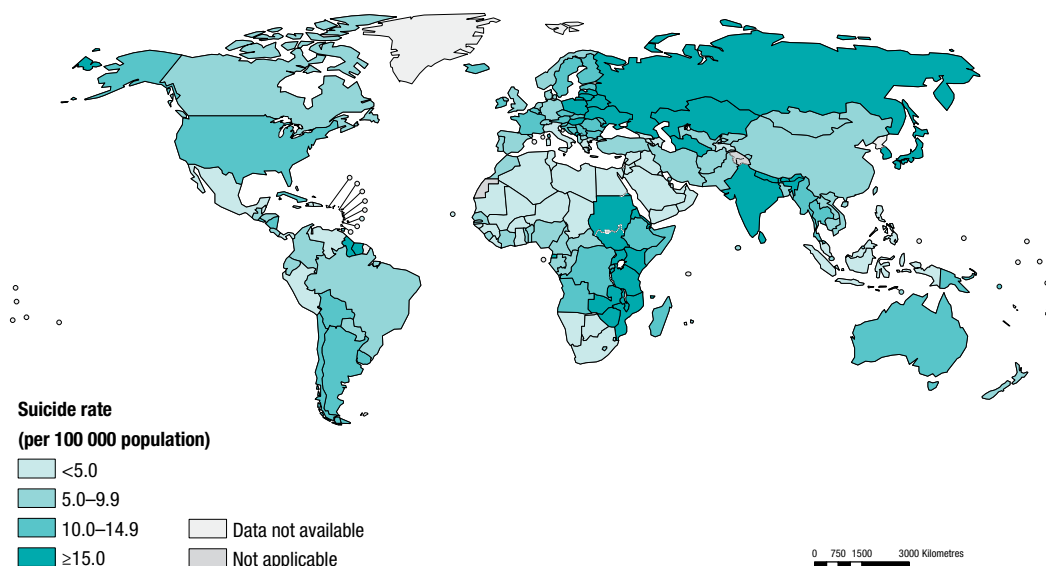 Suicide rate
(per 100 000 population)
<5.0
5.0–9.9
10.0–14.9
≥15.0
Data not available
Not applicable
0 750 1500 3000 Kilometres